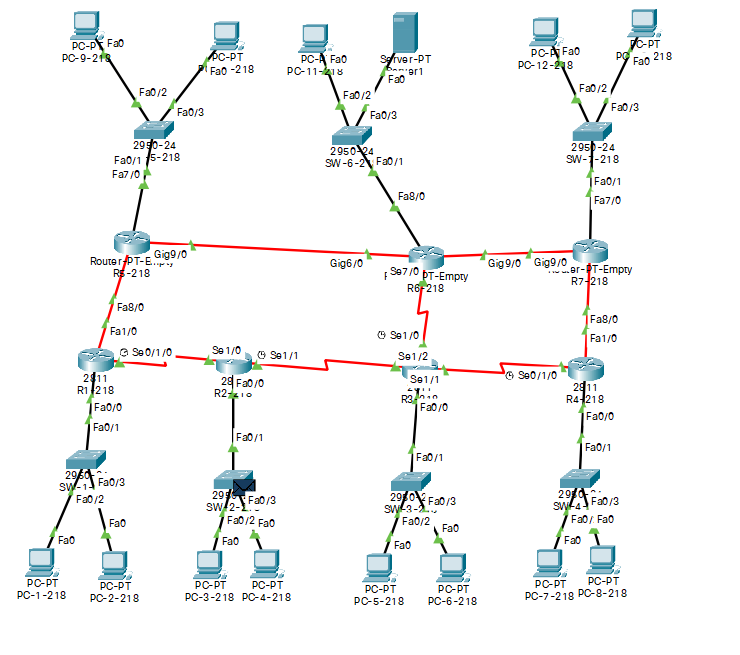 PC-PT
PC-9-218
Fa0
PC-PT
-218
Fa0
PC-11-218
Fa0
Server-PT
Fa0
PC-PT
PC-12-218
Fa0
PC-PT
218
Fa0
Fa0/2
Fa0/3
2950-24
5-218
Fa0/1
Fa7/0
Fa0/2
Fa0/3
2950-24
SW-6-218
Fa0/1
Fa8/0
Fa0/2
Fa0/3
2950-24
SW-7-218
Fa0/1
Fa7/0
Router-PT-Empty
R5-218
Gig9/0
Gig6/0
Se7/0
PT-Empty
R6-218
Gig9/0
Gig9/0
Router-PT-Empty
R7-218
Fa8/0
Fa1/0
Se0/1/0
2811
R1-218
Fa0/0
Fa0/1
Se1/0
Se1/1
R2-218
Fa0/0
Fa0/1
Se1/0
Se1/2
Se1/1
R3-218
Fa0/0
Fa0/1
Fa8/0
Fa1/0
Se0/1/0
2811
R4-218
Fa0/0
Fa0/1
Fa0/3
Fa0/2
Fa0
Fa0
PC-PT
PC-1-218
PC-PT
PC-2-218
Fa0/3
Fa0/2
Fa0
Fa0
PC-PT
PC-3-218
PC-PT
PC-4-218
Fa0/3
Fa0/2
Fa0
Fa0
PC-PT
PC-5-218
PC-PT
PC-6-218
Fa0/3
Fa0/
Fa0
Fa0
PC-PT
PC-7-218
PC-PT
PC-8-218